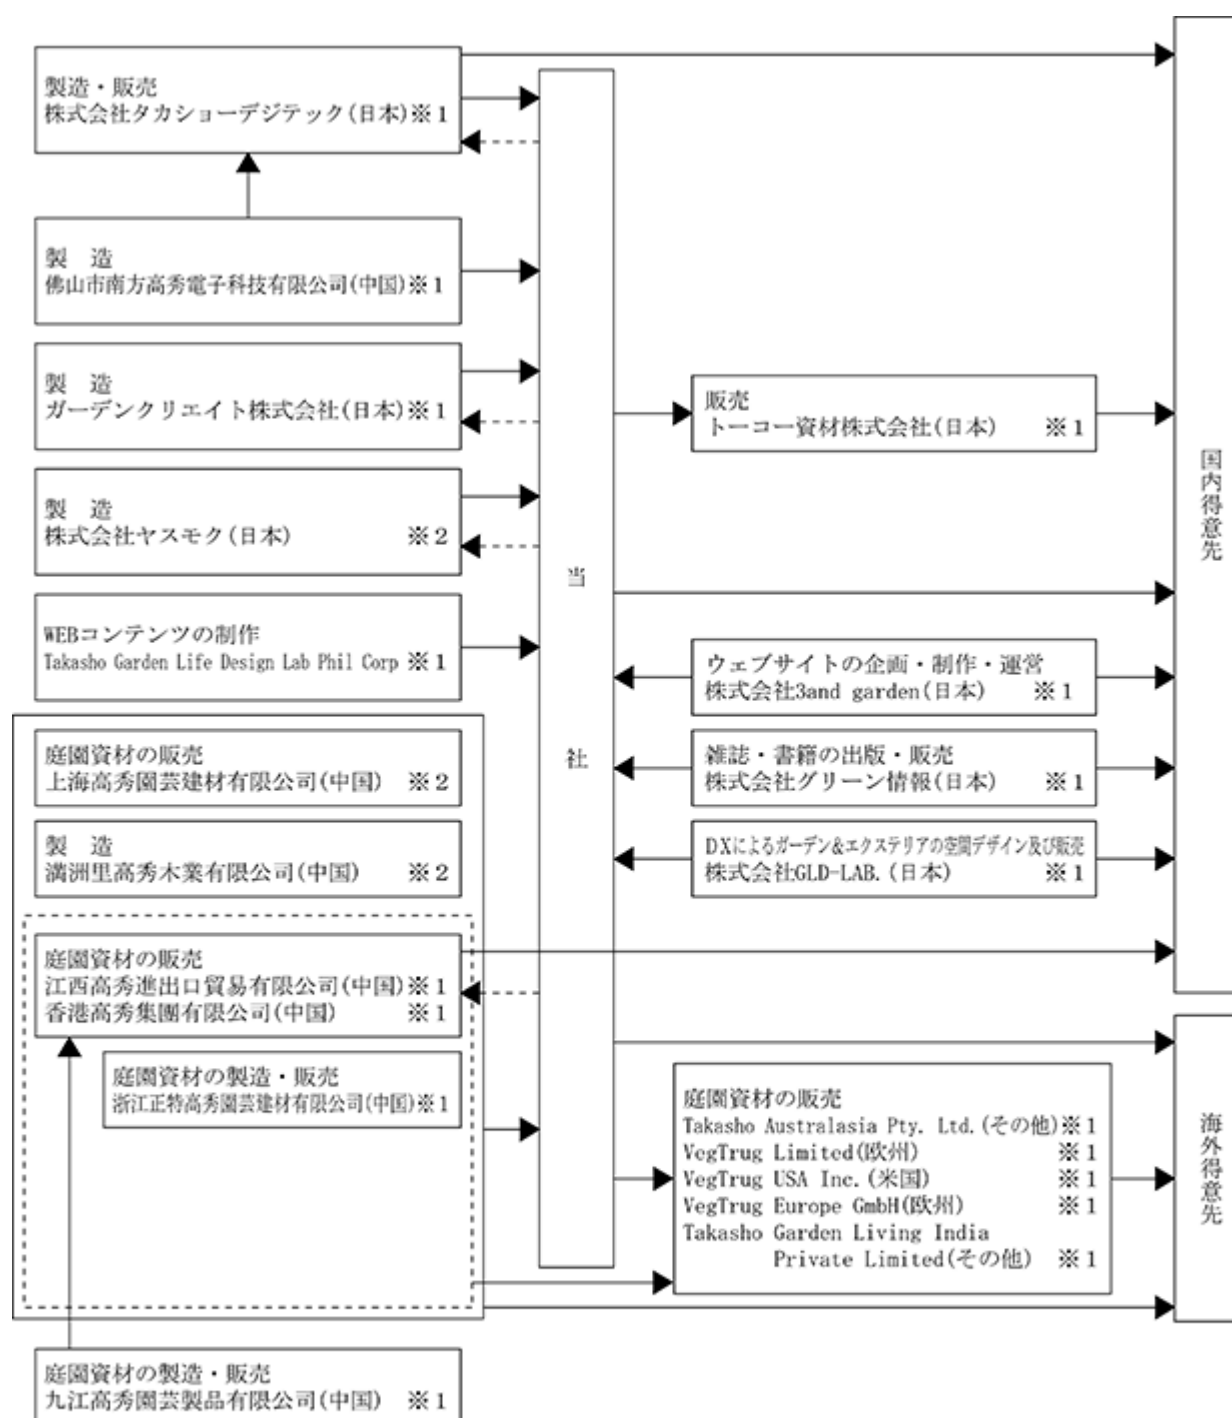 製造・販売
株式会社タカショーデジテック(日本)※1
製　造
佛山市南方高秀電子科技有限公司(中国)※1
製　造
ガーデンクリエイト株式会社(日本)※1
製　造
株式会社ヤスモク(日本)　※2
WEBコンテンツの制作
Takasho Garden Life Design Lab Phil Corp ※1
庭園資材の販売
上海高秀園芸建材有限公司(中国)　※2
製　造
満洲里高秀木業有限公司(中国)　※2
庭園資材の販売
江西高秀進出口貿易有限公司(中国)※1
香港高秀集團有限公司(中国)　※1
庭園資材の製造・販売
浙江正特高秀園芸建材有限公司(中国)※1
庭園資材の製造・販売
九江高秀園芸製品有限公司(中国)　※1
当社
販売
トーコー資材株式会社(日本)　※1
ウェブサイトの企画・制作・運営
株式会社3and garden(日本)　※1
雑誌・書籍の出版・販売
株式会社グリーン情報(日本)　※1
DXによるガーデン&エクステリアの空間デザイン及び販売
株式会社GLD-LAB.(日本)　※1
庭園資材の販売
Takasho Australasia Pty. Ltd.(その他)※1
VegTrug Limited(欧州)　※1
VegTrug USA Inc.(米国)　※1
VegTrug Europe GmbH(欧州)　※1
Takasho Garden Living India
Private Limited(その他)　※1
国内得意先
海外得意先